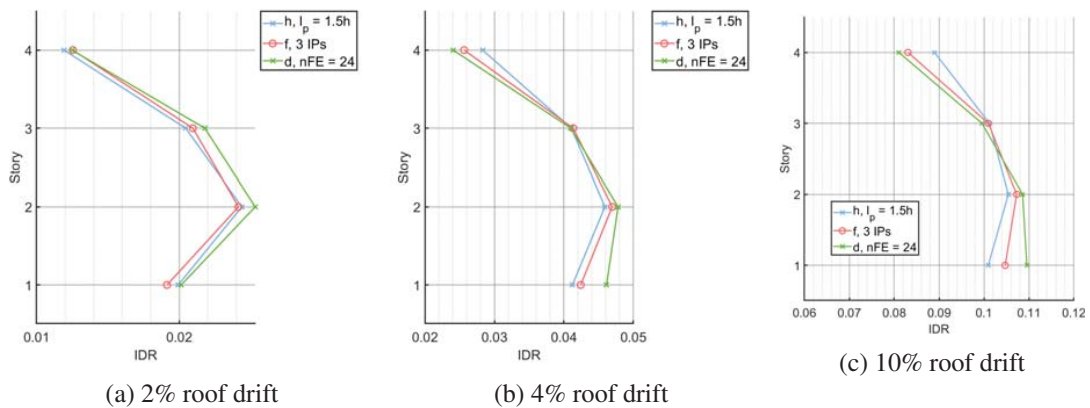 4
3
2
1
Story
0.01
0.02
IDR
h, lp = 1.5h
f, 3 IPs
d, nFE = 24
(a) 2% roof drift
4
3
2
1
Story
0.02
0.03
0.04
0.05
IDR
h, lp = 1.5h
f, 3 IPs
d, nFE = 24
(b) 4% roof drift
4
3
2
1
Story
h, lp = 1.5h
f, 3 IPs
d, nFE = 24
0.06
0.07
0.08
0.09
0.1
0.11
0.12
IDR
(c) 10% roof drift